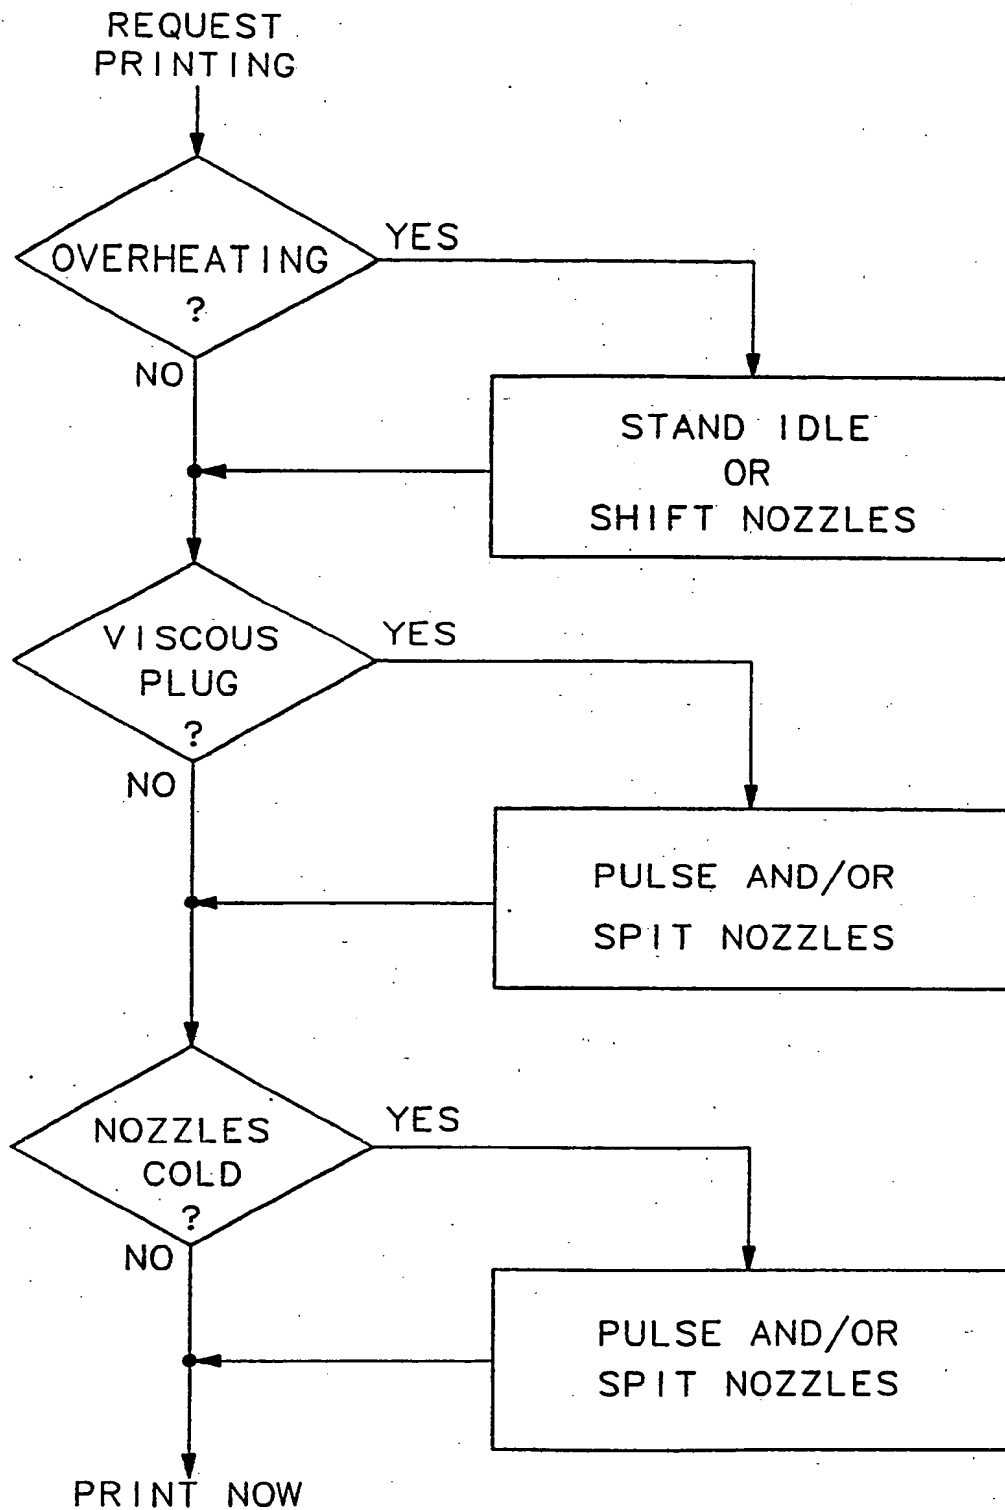 REQUEST
PRINTING
OVERHEATING
?
YES
NO
STAND IDLE
OR
SHIFT NOZZLES
VISCOUS
PLUG
?
YES
NO
PULSE AND/OR
SPIT NOZZLES
NOZZLES
COLD
?
YES
NO
PULSE AND/OR
SPIT NOZZLES
PRINT NOW